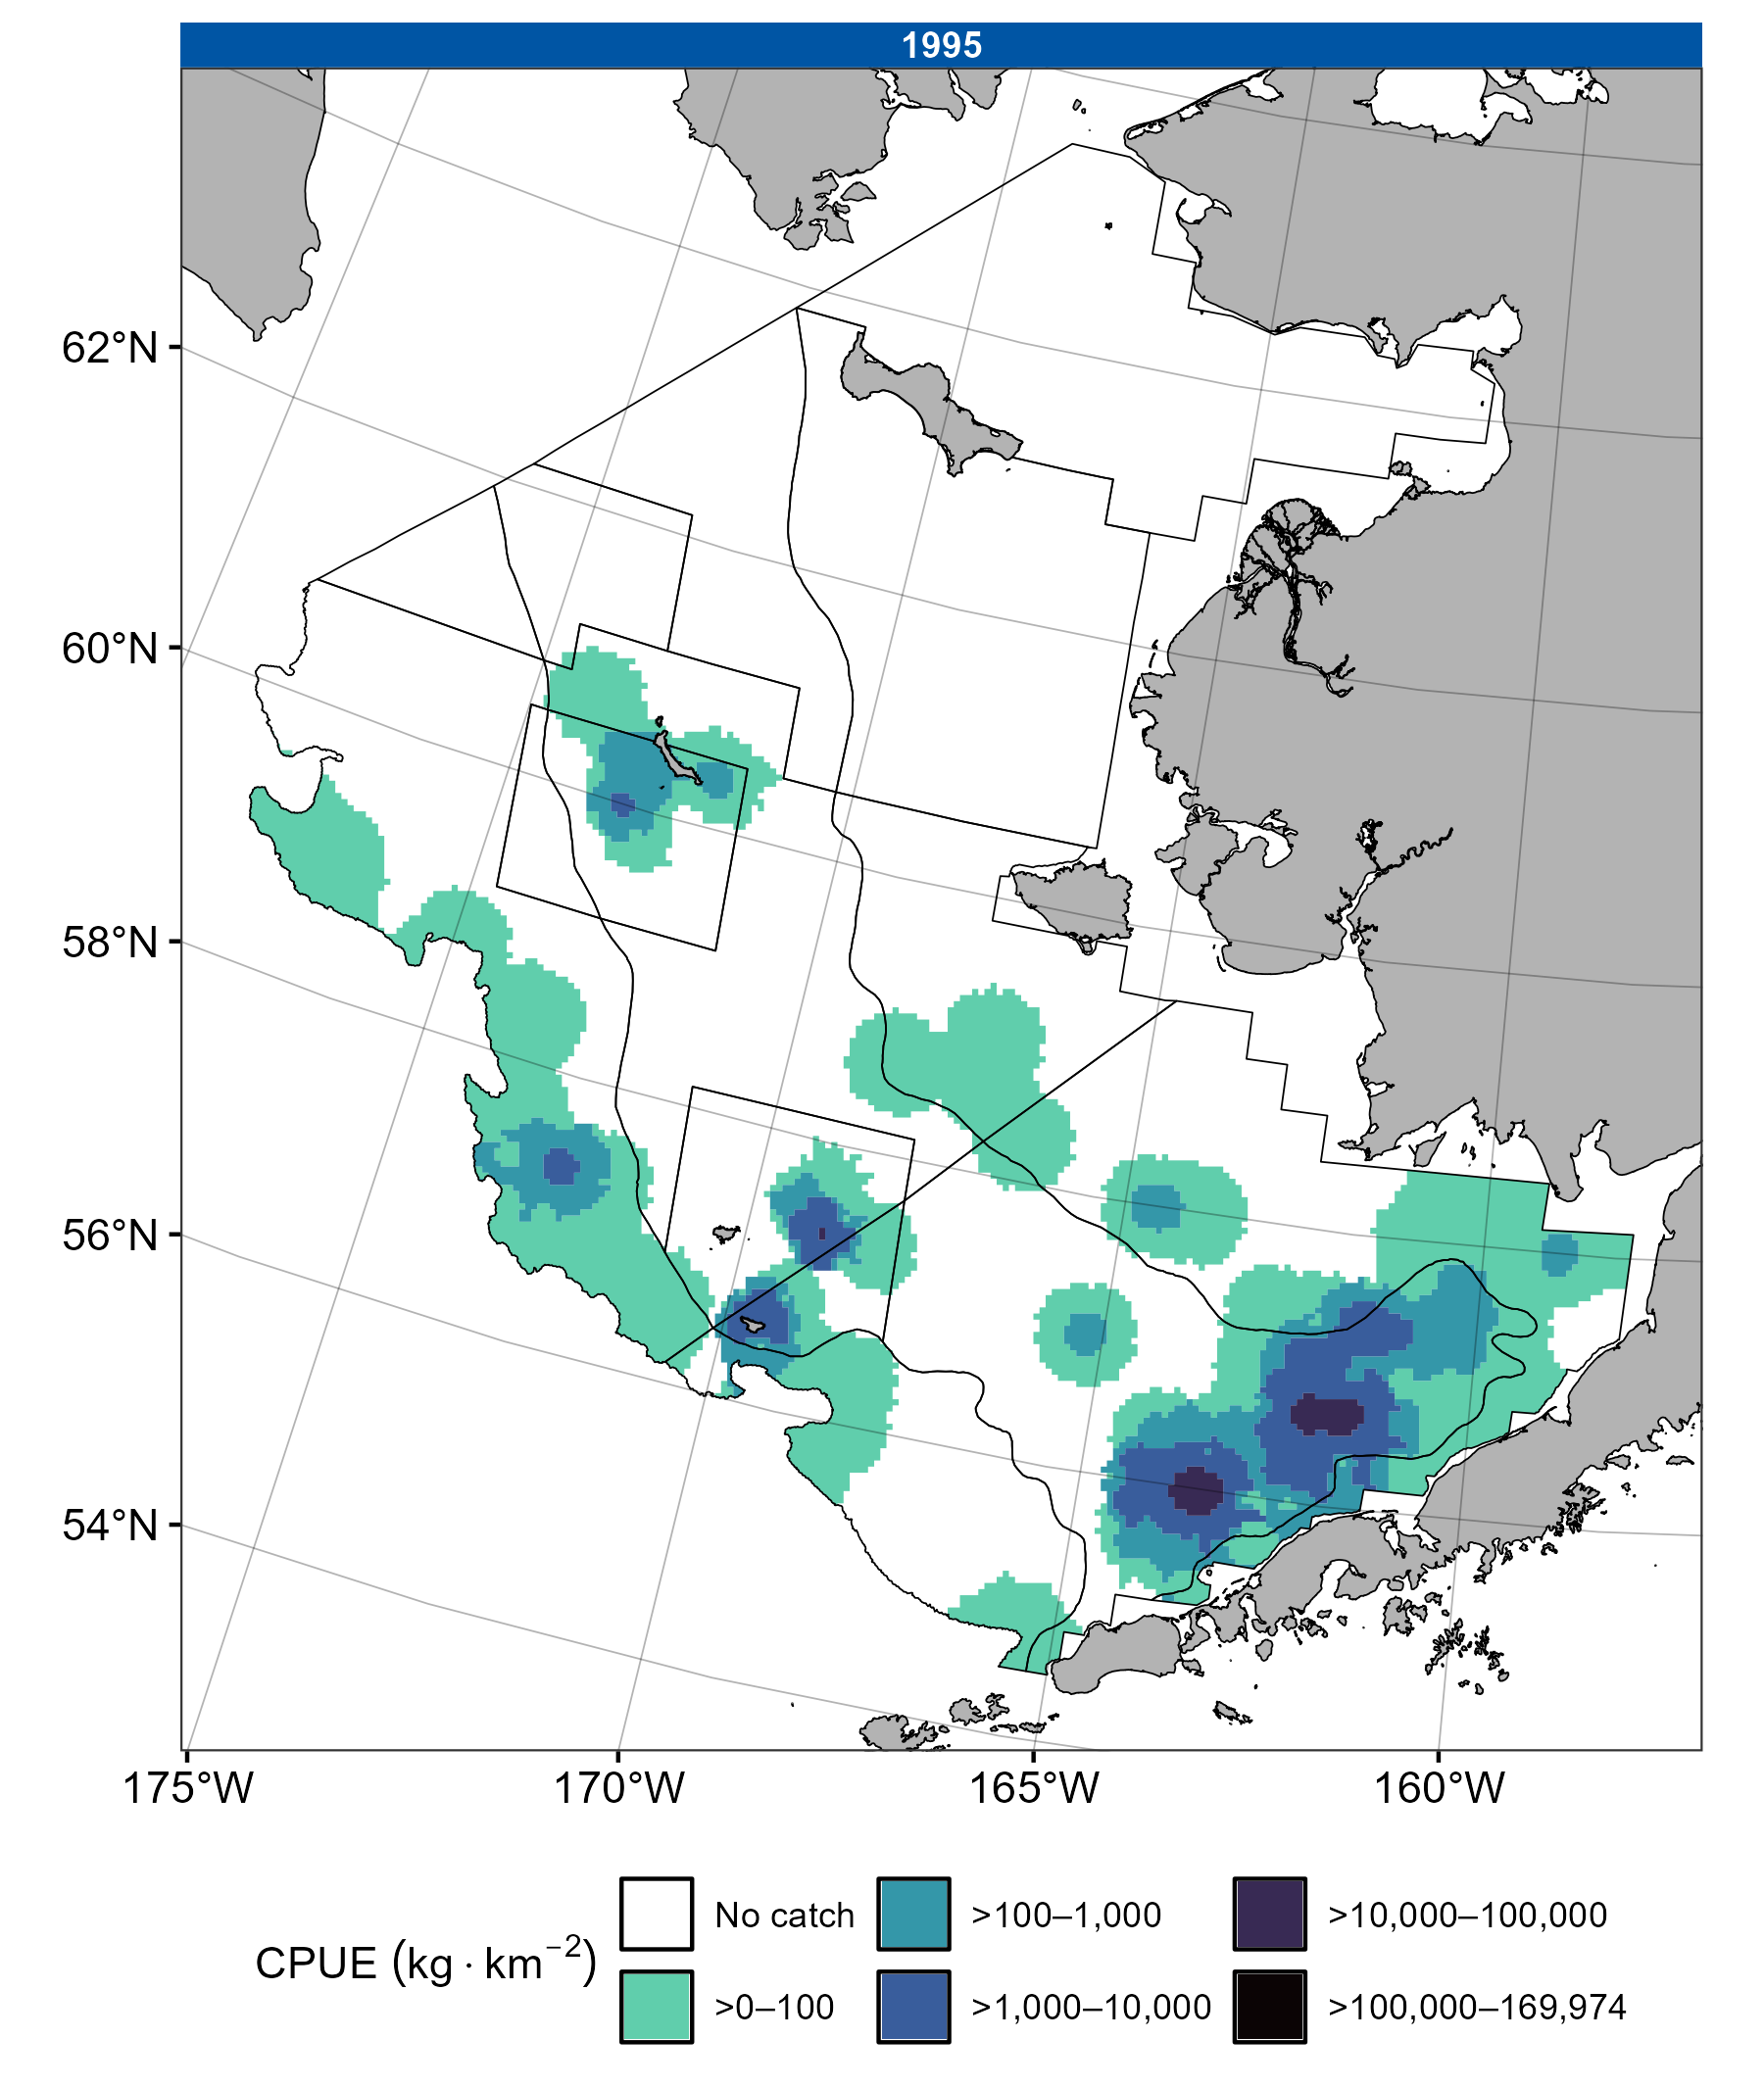 1995
62°N
60°N
58°N
56°N
54°N
175°W 170°W 165°W 160°W
CPUE (kg · km⁻²)
No catch
>0–100
>100–1,000
>1,000–10,000
>10,000–100,000
>100,000–169,974